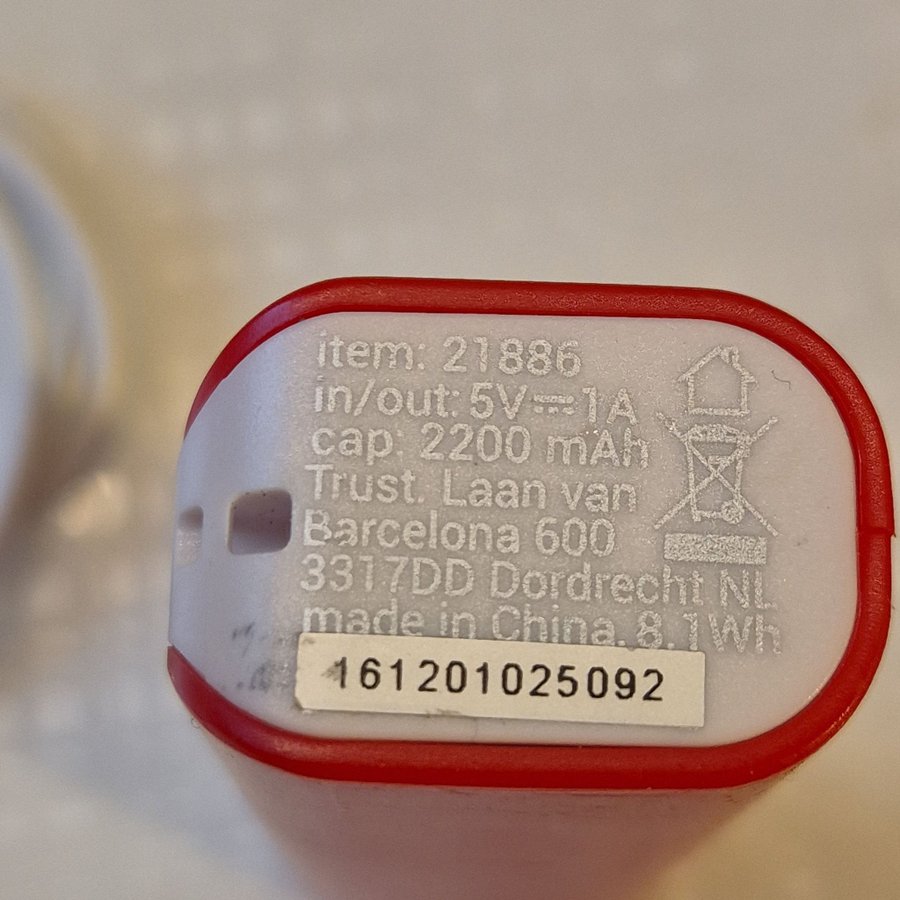 item: 21886
in/out: 5V⎓1A
cap: 2200 mAh
Trust. Laan van
Barcelona 600
3317DD Dordrecht NL
made in China. 8.1Wh
161201025092